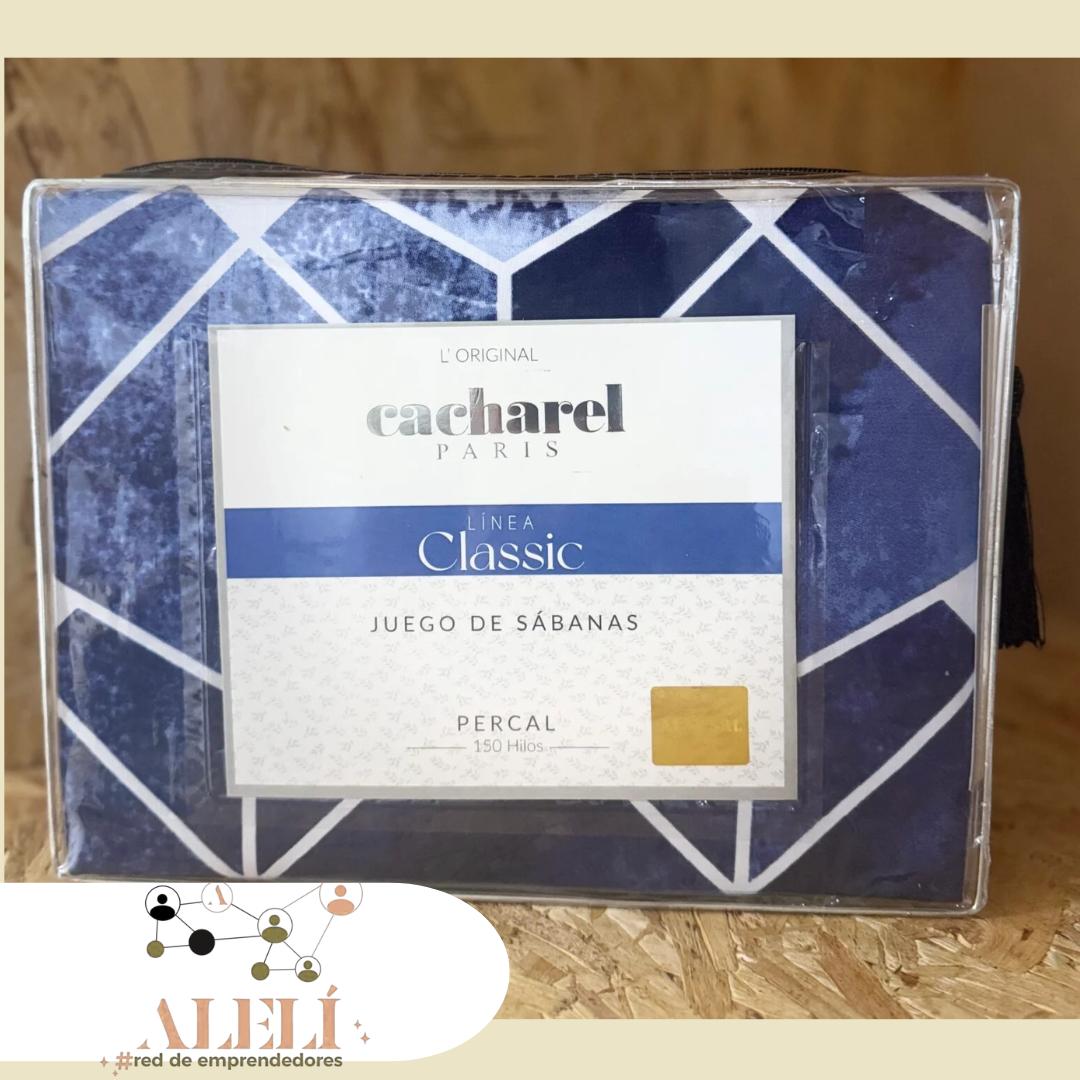 L' ORIGINAL
cacharel
PARIS
LÍNEA
Classic
JUEGO DE SÁBANAS
PERCAL
150 Hilos
A
ALELÍ
#red de emprendedores